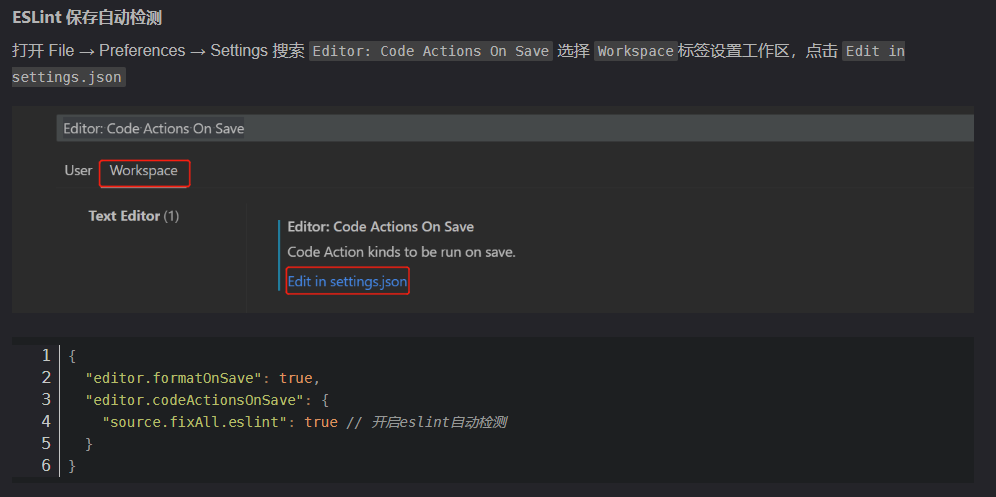 ESLint 保存自动检测
打开 File → Preferences → Settings 搜索 Editor: Code Actions On Save 选择 Workspace标签设置工作区，点击 Edit in
settings.json
Editor: Code Actions On Save
User Workspace
Text Editor (1)
Editor: Code Actions On Save
Code Action kinds to be run on save.
Edit in settings.json
1 {
2   "editor.formatOnSave": true,
3   "editor.codeActionsOnSave": {
4     "source.fixAll.eslint": true // 开启eslint自动检测
5   }
6 }